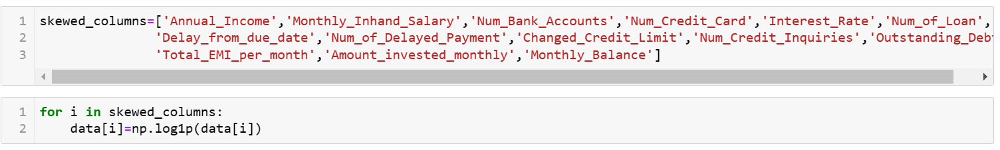 1 skewed_columns=['Annual_Income','Monthly_Inhand_Salary','Num_Bank_Accounts','Num_Credit_Card','Interest_Rate','Num_of_Loan',
2 'Delay_from_due_date','Num_of_Delayed_Payment','Changed_Credit_Limit','Num_Credit_Inquiries','Outstanding_Deb
3 'Total_EMI_per_month','Amount_invested_monthly','Monthly_Balance']
1 for i in skewed_columns:
2 data[i]=np.log1p(data[i])